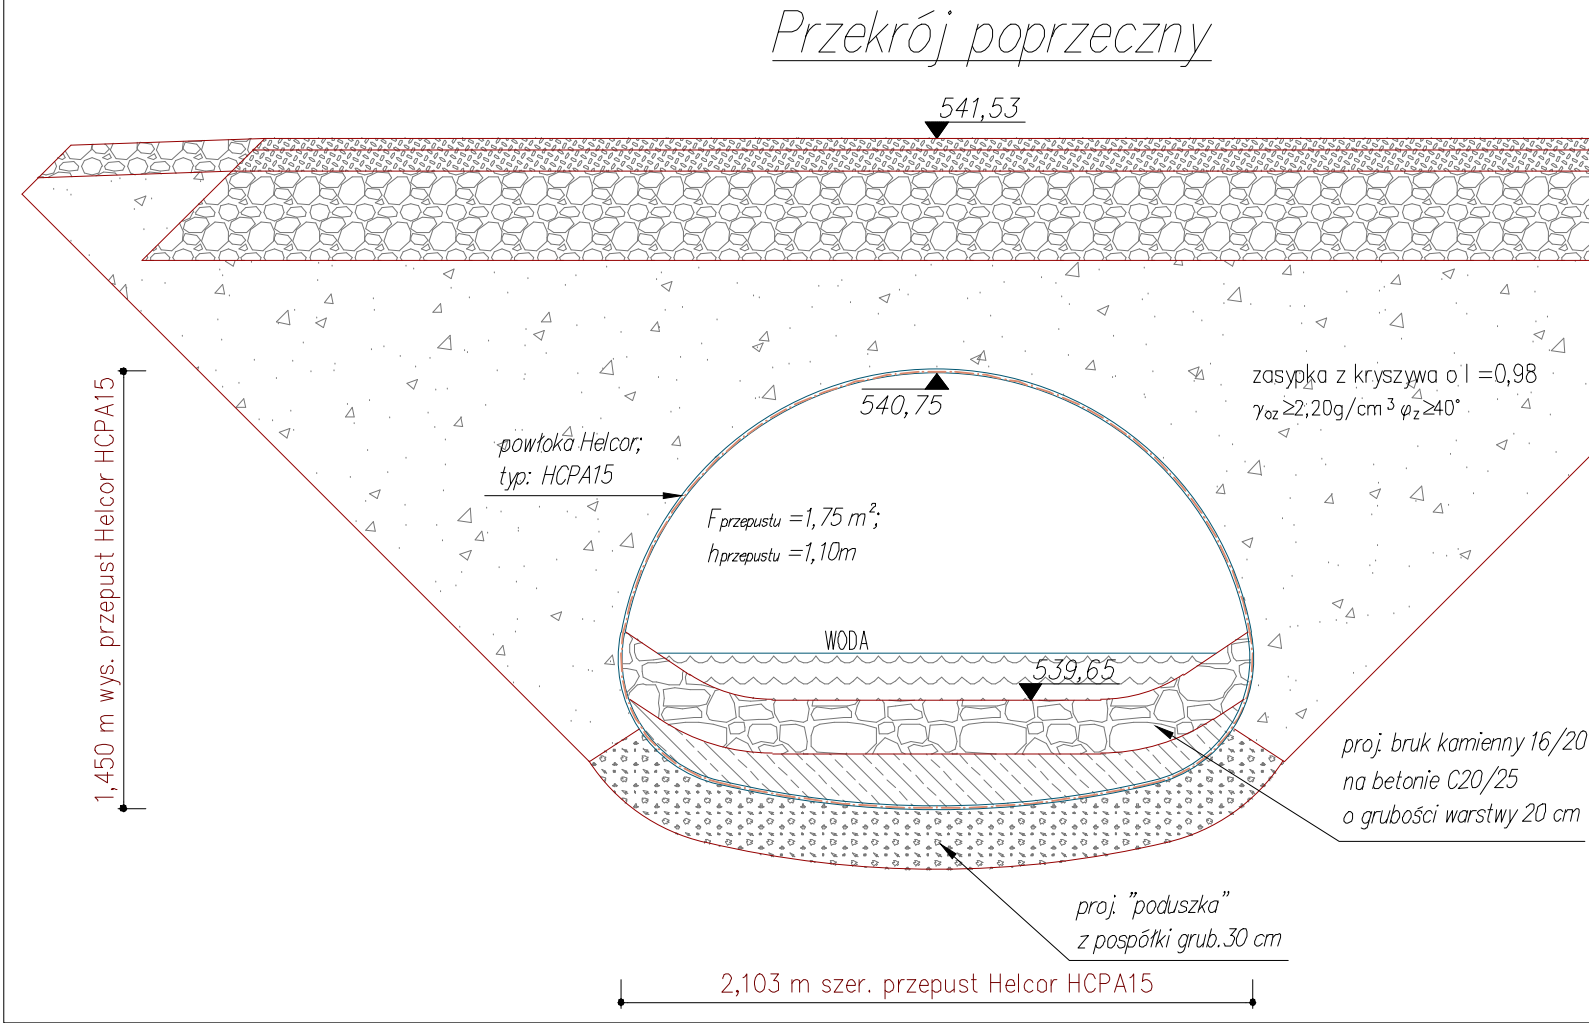 Przekrój poprzeczny
541,53
540,75
zasypka z kryszywa o I =0,98
γoz ≥2,20g/cm³ φz≥40°
powłoka Helcor;
typ: HCPA15
F przepustu =1,75 m²;
h przepustu =1,10m
1,450 m wys. przepust Helcor HCPA15
WODA
539,65
proj. bruk kamienny 16/20
na betonie C20/25
o grubości warstwy 20 cm
proj. "poduszka"
z pospółki grub.30 cm
2,103 m szer. przepust Helcor HCPA15